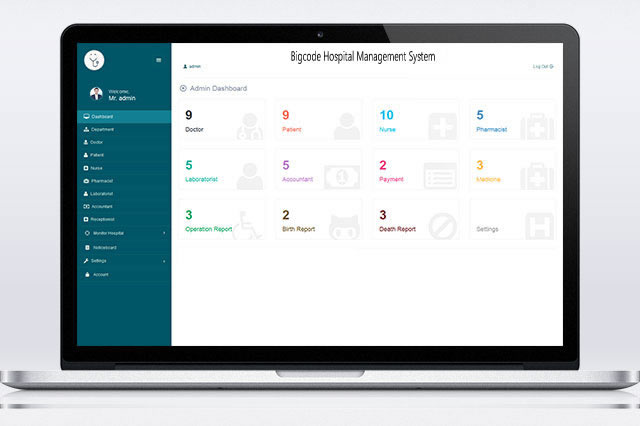 Bigcode Hospital Management System
admin
Log Out
Welcome,
Mr. admin
Dashboard
Department
Doctor
Patient
Nurse
Pharmacist
Laboratorist
Accountant
Receptionist
Monitor Hospital
Noticeboard
Settings
Account
Admin Dashboard
9
Doctor
9
Patient
10
Nurse
5
Pharmacist
5
Laboratorist
5
Accountant
2
Payment
3
Medicine
3
Operation Report
2
Birth Report
3
Death Report
Settings
H